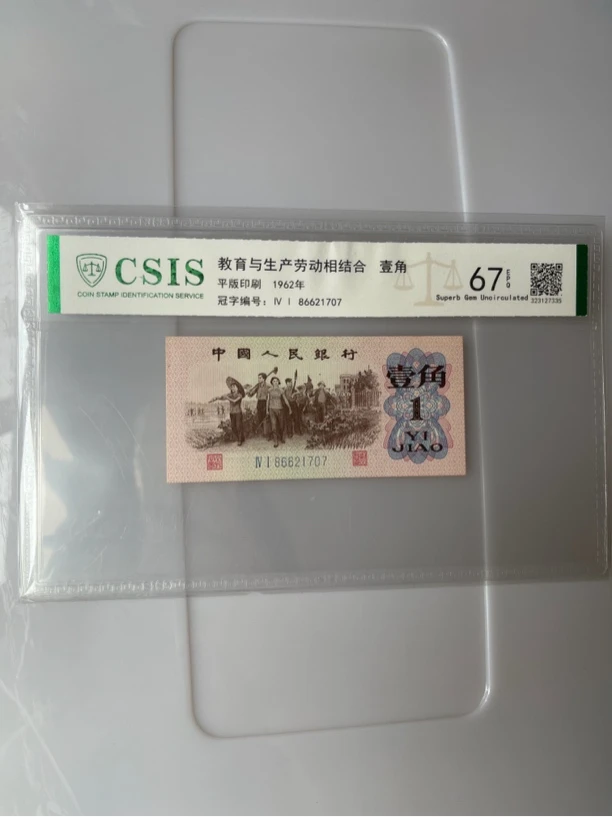 CSIS
COIN STAMP IDENTIFICATION SERVICE
教育与生产劳动相结合 壹角
平版印刷 1962年
冠字编号: Ⅳ Ⅰ 86621707
67 EPQ
Superb Gem Uncirculated
223127335
中國人民銀行
壹角
1
YI
JIAO
Ⅳ Ⅰ 86621707